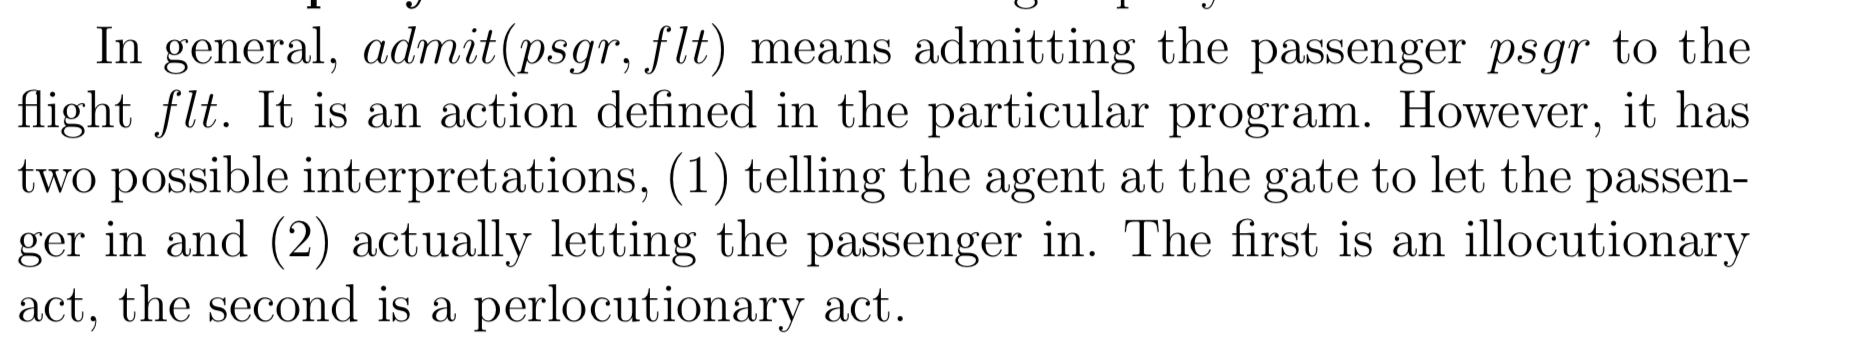 In general, admit(psgr, flt) means admitting the passenger psgr to the
flight flt. It is an action defined in the particular program. However, it has
two possible interpretations, (1) telling the agent at the gate to let the passen-
ger in and (2) actually letting the passenger in. The first is an illocutionary
act, the second is a perlocutionary act.